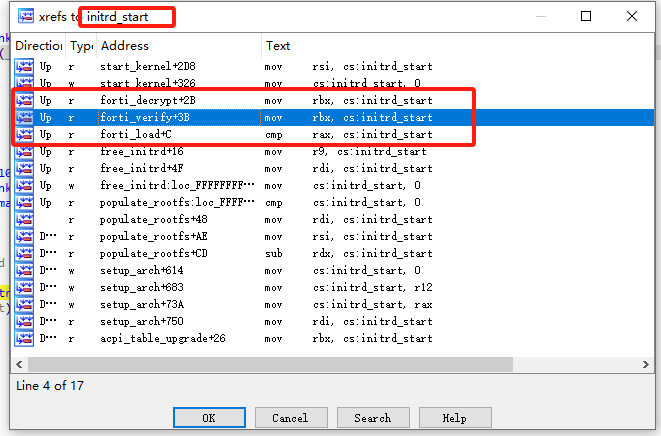 xrefs to initrd_start
Direction Type Address Text
Up r start_kernel+2D8 mov rsi, cs:initrd_start
Up w start_kernel+326 mov cs:initrd_start, 0
Up r forti_decrypt+2B mov rbx, cs:initrd_start
Up r forti_verify+3B mov rbx, cs:initrd_start
Up r forti_load+C cmp rax, cs:initrd_start
Up r free_initrd+16 mov r9, cs:initrd_start
Up r free_initrd+4F mov rdi, cs:initrd_start
Up w free_initrd:loc_FFFFFFFF… mov cs:initrd_start, 0
Up r populate_rootfs:loc_FFFF… cmp cs:initrd_start, 0
r populate_rootfs+48 mov rdi, cs:initrd_start
D… r populate_rootfs+AE mov rsi, cs:initrd_start
D… r populate_rootfs+CD sub rdx, cs:initrd_start
D… w setup_arch+614 mov cs:initrd_start, 0
D… w setup_arch+683 mov cs:initrd_start, r12
D… w setup_arch+73A mov cs:initrd_start, rax
D… r setup_arch+750 mov rdi, cs:initrd_start
D… r acpi_table_upgrade+26 mov rbx, cs:initrd_start
Line 4 of 17
OK Cancel Search Help